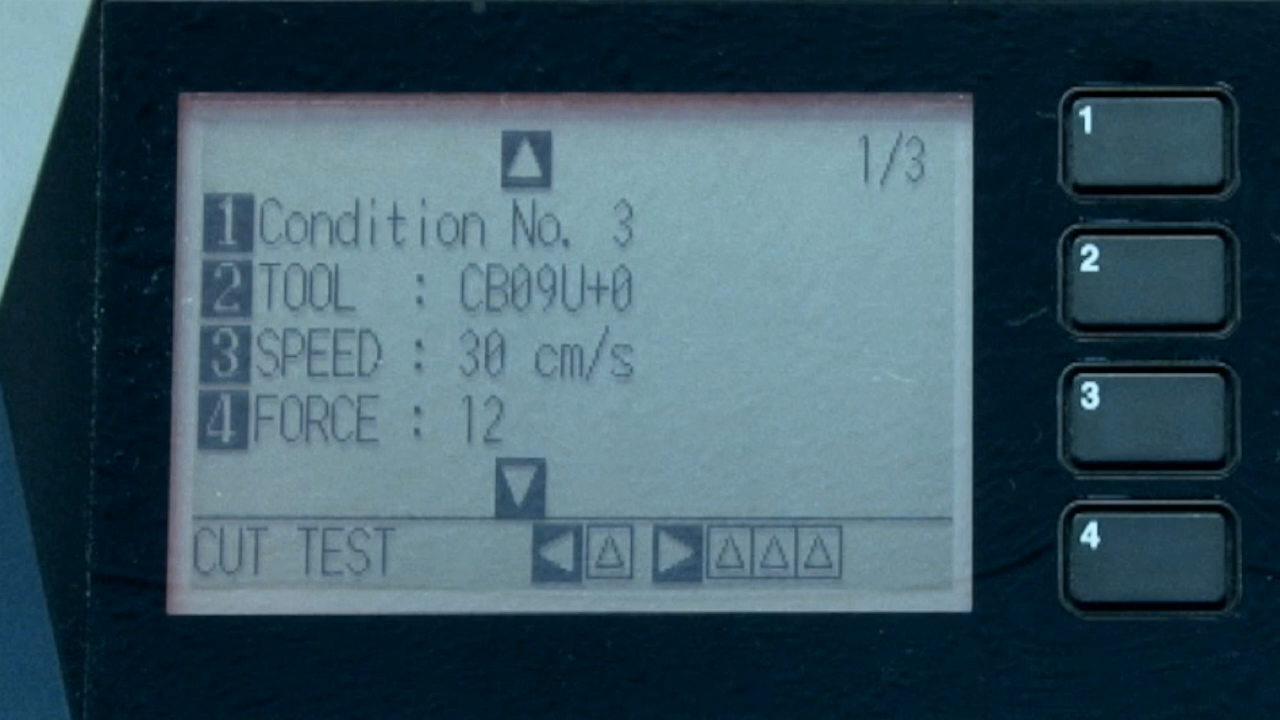 1/3
1 Condition No. 3
2 TOOL : CB09U+0
3 SPEED : 30 cm/s
4 FORCE : 12
CUT TEST
1
2
3
4